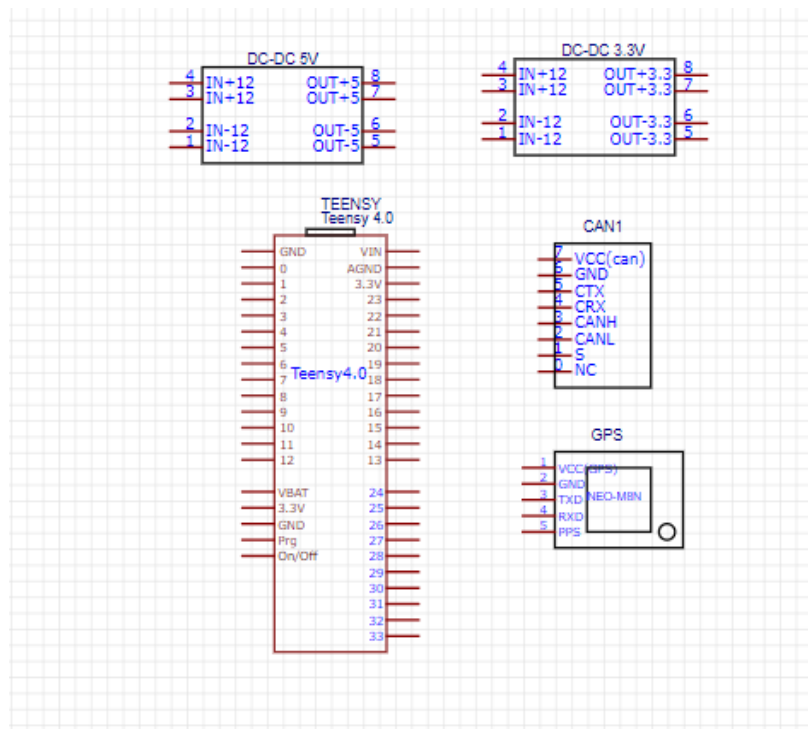 DC-DC 5V
4 IN+12 OUT+5 8
3 IN+12 OUT+5 7
2 IN-12 OUT-5 6
1 IN-12 OUT-5 5
DC-DC 3.3V
4 IN+12 OUT+3.3 8
3 IN+12 OUT+3.3 7
2 IN-12 OUT-3.3 6
1 IN-12 OUT-3.3 5
TEENSY
Teensy 4.0
GND VIN
0 AGND
1 3.3V
2 23
3 22
4 21
5 20
6 19
7 Teensy4.0 18
8 17
9 16
10 15
11 14
12 13
VBAT 24
3.3V 25
GND 26
Prg 27
On/Off 28
29
30
31
32
33
CAN1
7 VCC(can)
6 GND
5 CTX
4 CRX
3 CANH
2 CANL
1 S
0 NC
GPS
1 VCC(GPS)
2 GND
3 TXD NEO-M8N
4 RXD
5 PPS